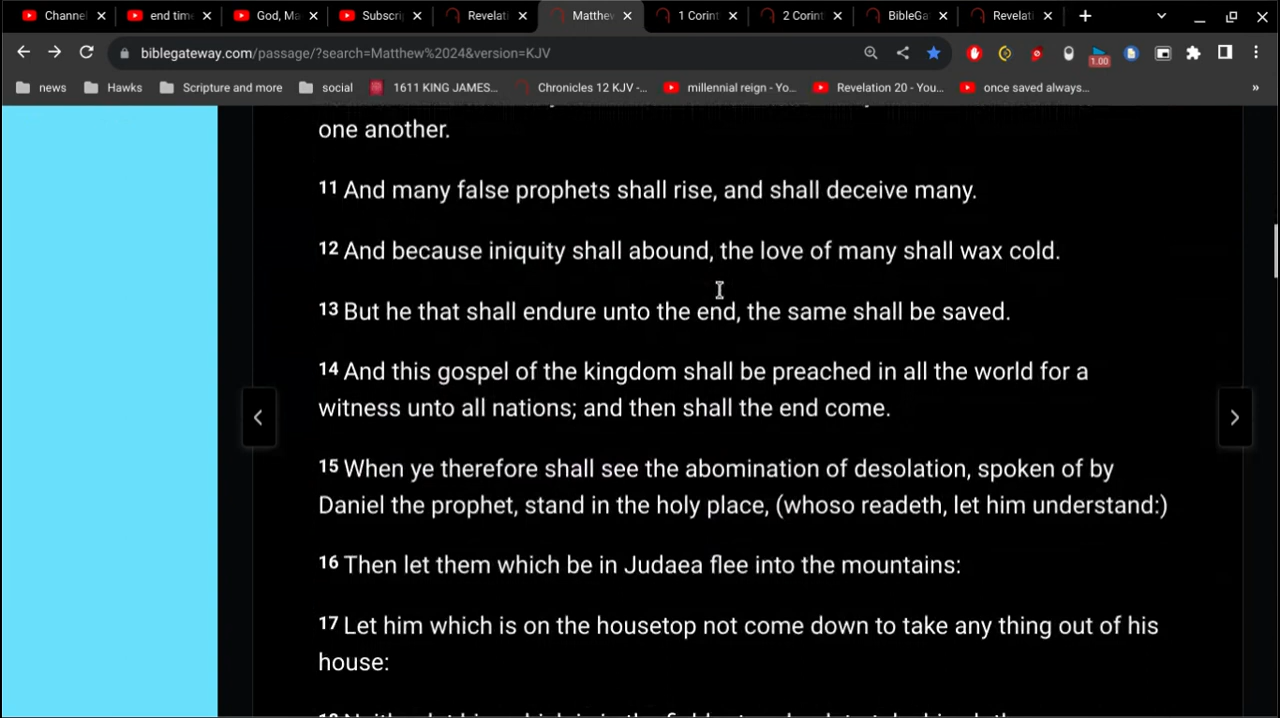 Channel
end time
God, Ma
Subscri
Revelati
Matthew
1 Corint
2 Corint
BibleGa
Revelati
biblegateway.com/passage/?search=Matthew%2024&version=KJV
1.00
news
Hawks
Scripture and more
social
1611 KING JAMES...
Chronicles 12 KJV -...
millennial reign - Yo...
Revelation 20 - You...
once saved always...
»
one another.
11 And many false prophets shall rise, and shall deceive many.
12 And because iniquity shall abound, the love of many shall wax cold.
13 But he that shall endure unto the end, the same shall be saved.
14 And this gospel of the kingdom shall be preached in all the world for a
witness unto all nations; and then shall the end come.
15 When ye therefore shall see the abomination of desolation, spoken of by
Daniel the prophet, stand in the holy place, (whoso readeth, let him understand:)
16 Then let them which be in Judaea flee into the mountains:
17 Let him which is on the housetop not come down to take any thing out of his
house: